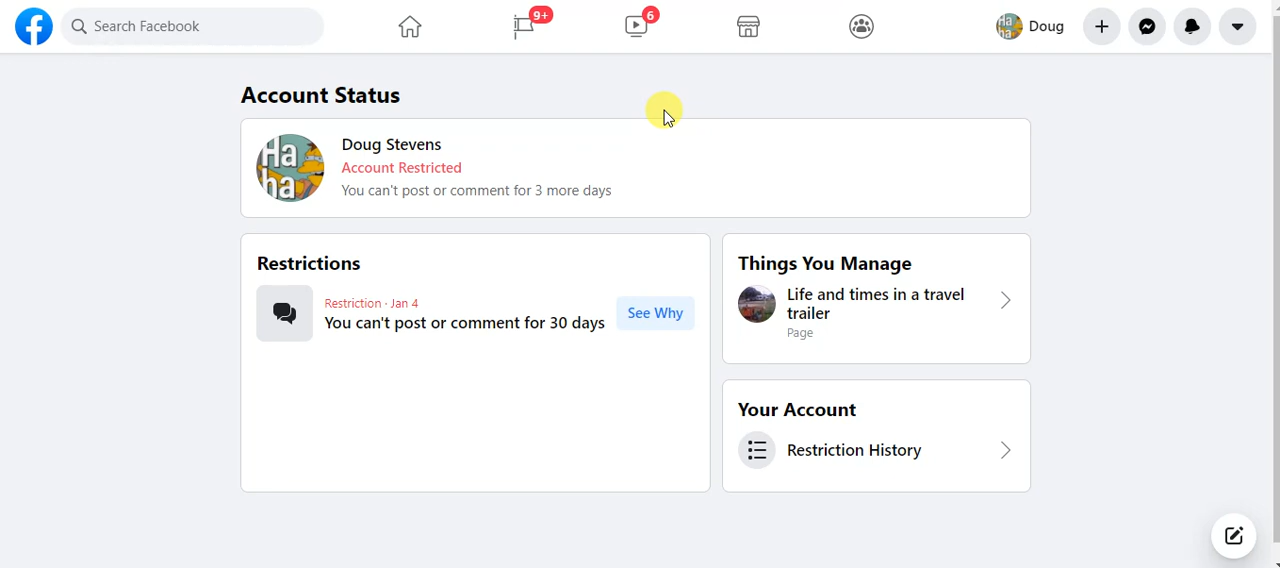 Search Facebook
9+
6
Doug
Account Status
Ha
ha
Doug Stevens
Account Restricted
You can't post or comment for 3 more days
Restrictions
Restriction · Jan 4
You can't post or comment for 30 days
See Why
Things You Manage
Life and times in a travel
trailer
Page
Your Account
Restriction History